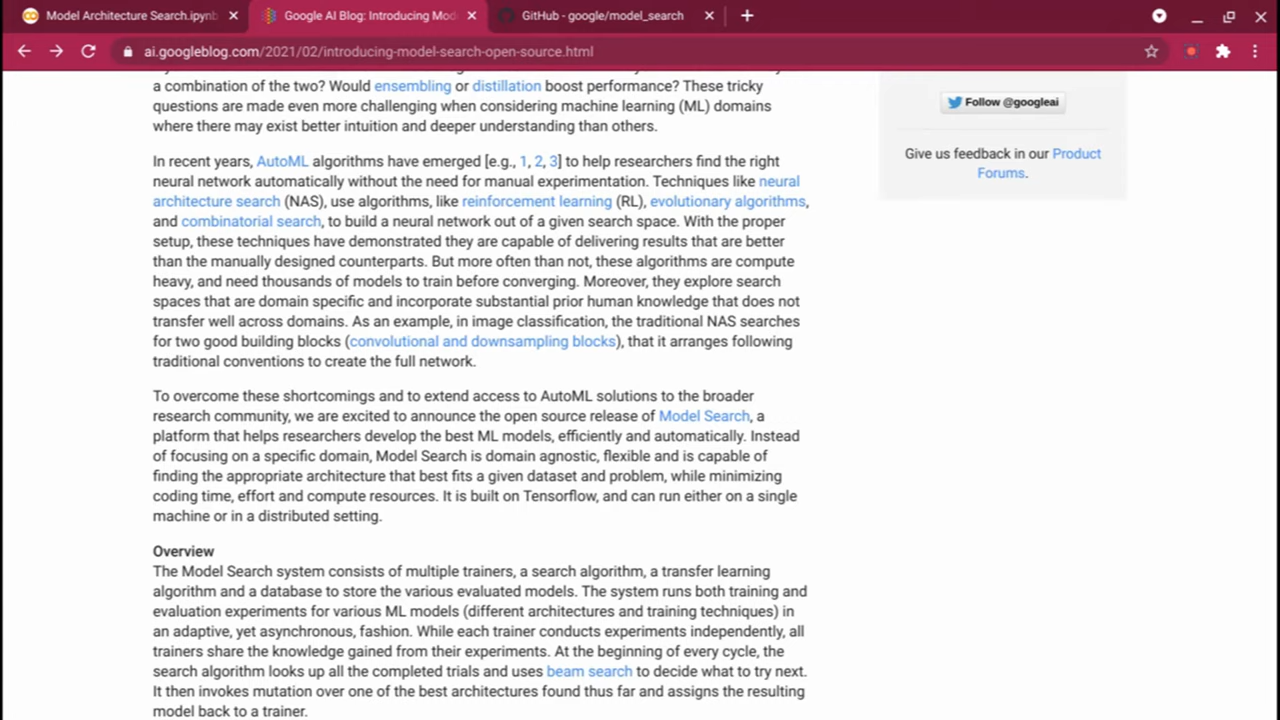 Model Architecture Search.ipynb
Google AI Blog: Introducing Mod
GitHub - google/model_search
ai.googleblog.com/2021/02/introducing-model-search-open-source.html
a combination of the two? Would ensembling or distillation boost performance? These tricky
questions are made even more challenging when considering machine learning (ML) domains
where there may exist better intuition and deeper understanding than others.
In recent years, AutoML algorithms have emerged [e.g., 1, 2, 3] to help researchers find the right
neural network automatically without the need for manual experimentation. Techniques like neural
architecture search (NAS), use algorithms, like reinforcement learning (RL), evolutionary algorithms,
and combinatorial search, to build a neural network out of a given search space. With the proper
setup, these techniques have demonstrated they are capable of delivering results that are better
than the manually designed counterparts. But more often than not, these algorithms are compute
heavy, and need thousands of models to train before converging. Moreover, they explore search
spaces that are domain specific and incorporate substantial prior human knowledge that does not
transfer well across domains. As an example, in image classification, the traditional NAS searches
for two good building blocks (convolutional and downsampling blocks), that it arranges following
traditional conventions to create the full network.
To overcome these shortcomings and to extend access to AutoML solutions to the broader
research community, we are excited to announce the open source release of Model Search, a
platform that helps researchers develop the best ML models, efficiently and automatically. Instead
of focusing on a specific domain, Model Search is domain agnostic, flexible and is capable of
finding the appropriate architecture that best fits a given dataset and problem, while minimizing
coding time, effort and compute resources. It is built on Tensorflow, and can run either on a single
machine or in a distributed setting.
Overview
The Model Search system consists of multiple trainers, a search algorithm, a transfer learning
algorithm and a database to store the various evaluated models. The system runs both training and
evaluation experiments for various ML models (different architectures and training techniques) in
an adaptive, yet asynchronous, fashion. While each trainer conducts experiments independently, all
trainers share the knowledge gained from their experiments. At the beginning of every cycle, the
search algorithm looks up all the completed trials and uses beam search to decide what to try next.
It then invokes mutation over one of the best architectures found thus far and assigns the resulting
model back to a trainer.
Follow @googleai
Give us feedback in our Product
Forums.